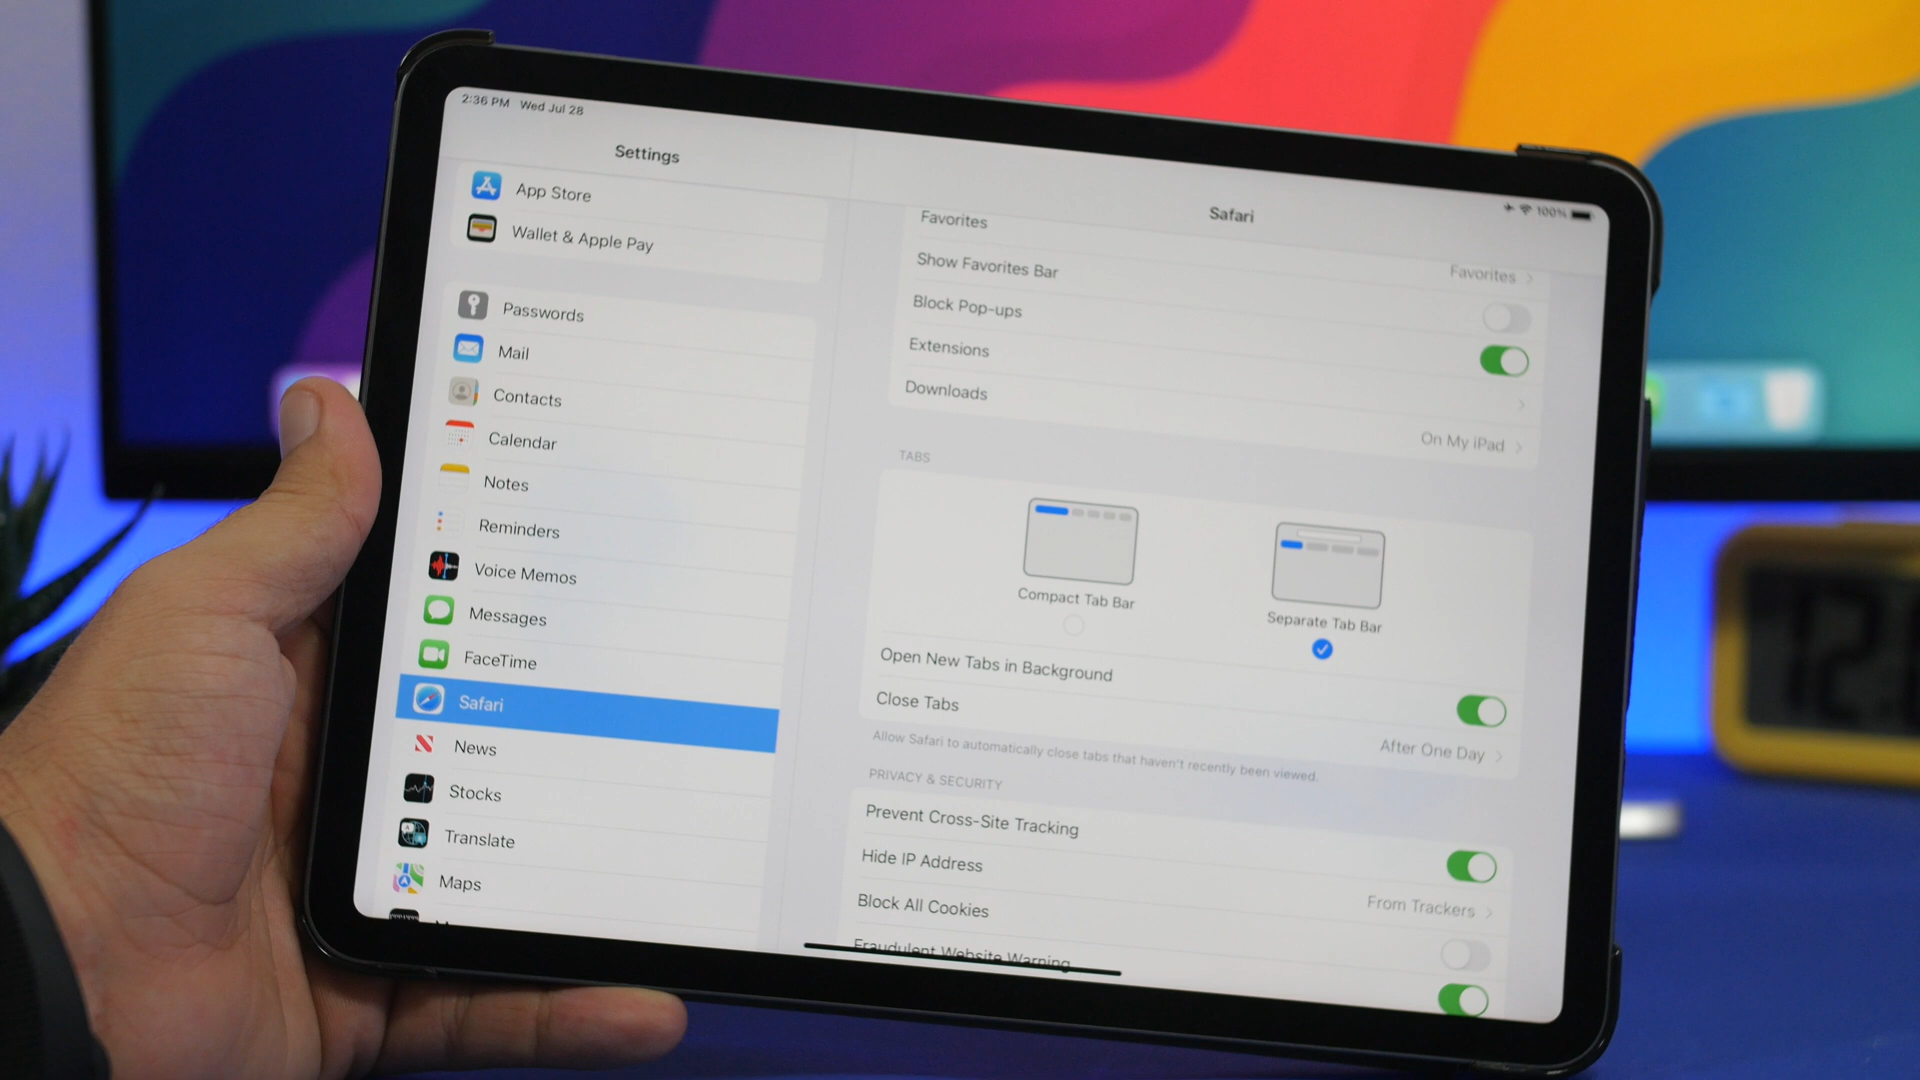 2:36 PM Wed Jul 28
100%
Settings
App Store
Wallet & Apple Pay
Passwords
Mail
Contacts
Calendar
Notes
Reminders
Voice Memos
Messages
FaceTime
Safari
News
Stocks
Translate
Maps
Safari
Favorites
Favorites
Show Favorites Bar
Block Pop-ups
Extensions
Downloads
On My iPad
TABS
Compact Tab Bar
Separate Tab Bar
Open New Tabs in Background
Close Tabs
After One Day
Allow Safari to automatically close tabs that haven't recently been viewed.
PRIVACY & SECURITY
Prevent Cross-Site Tracking
Hide IP Address
From Trackers
Block All Cookies
Fraudulent Website Warning